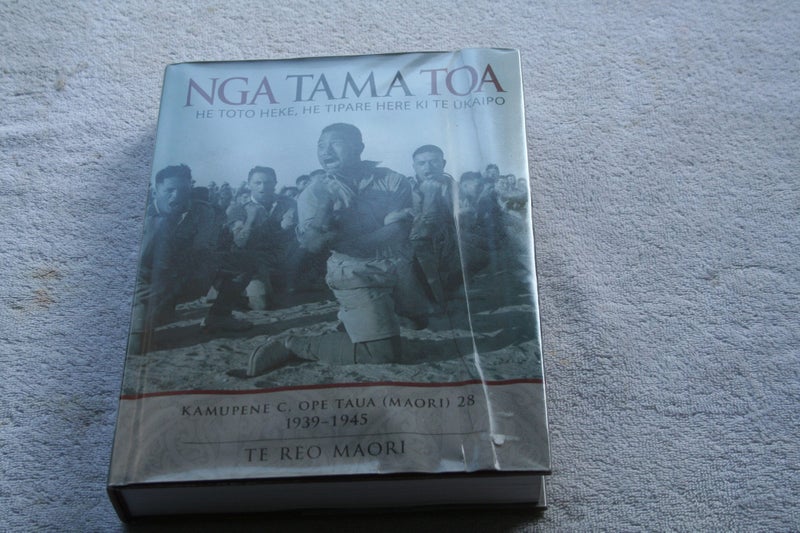 NGA TAMA TOA
HE TOTO HEKE, HE TIPARE HERE KI TE UKAIPO
KAMUPENE C, OPE TAUA (MAORI) 28
1939–1945
TE REO MAORI